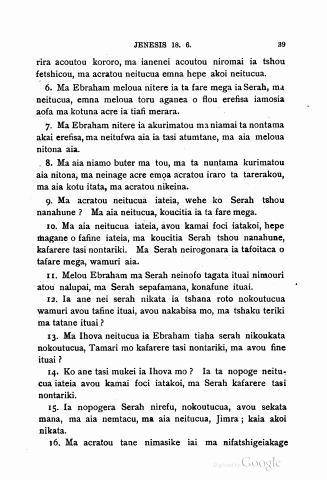 JENESIS 18. 6. 39
rira acoutou kororo, ma ianenei acoutou niromai ia tshou
fetshicou, ma acratou neitucua emna hepe akoi neitucua.
6. Ma Ebraham meloua nitere ia ta fare mega ia Serah, ma
neitucua, emna meloua toru aganea o flou erefisa iamosia
aofa ma kotuna acre ia tiafi merara.
7. Ma Ebraham nitere ia akurimatou ma niamai ta nontama
akai erefisa, ma neitufwa aia ia tasi atumtane, ma aia meloua
nitona aia.
8. Ma aia niamo buter ma tou, ma ta nuntama kurimatou
aia nitona, ma neinage acre emoa acratou iraro ta tarerakou,
ma aia kotu itata, ma acratou nikeina.
9. Ma acratou neitucua iateia, wehe ko Serah tshou
nanahune ? Ma aia neitucua, koucitia ia ta fare mega.
10. Ma aia neitucua iateia, avou kamai foci iatakoi, hepe
magane o fafine iateia, ma koucitia Serah tshou nanahune,
kafarere tasi nontariki. Ma Serah neirogonara ia tafoitaca o
tafare mega, wamuri aia.
11. Melou Ebraham ma Serah neinofo tagata ituai nimouri
atou nalupai, ma Serah sepafamana, konafune ituai.
12. Ia ane nei serah nikata ia tshana roto nokoutucua
wamuri avou tafine ituai, avou nakabisa mo, ma tshaku teriki
ma tatane ituai ?
13. Ma Ihova neitucua ia Ebraham tiaha serah nikoukata
nokoutucua, Tamari mo kafarere tasi nontariki, ma avou fine
ituai ?
14. Ko ane tasi mukei ia Ihova mo ? Ia ta nopoge neitu-
cua iateia avou kamai foci iatakoi, ma Serah kafarere tasi
nontariki.
15. Ia nopogera Serah nirefu, nokoutucua, avou sekata
mana, ma aia nemtacu, ma aia neitucua, Jimra ; kaia akoi
nikata.
16. Ma acratou tane nimasike iai ma nifatshigeiakage
Digitized by Google